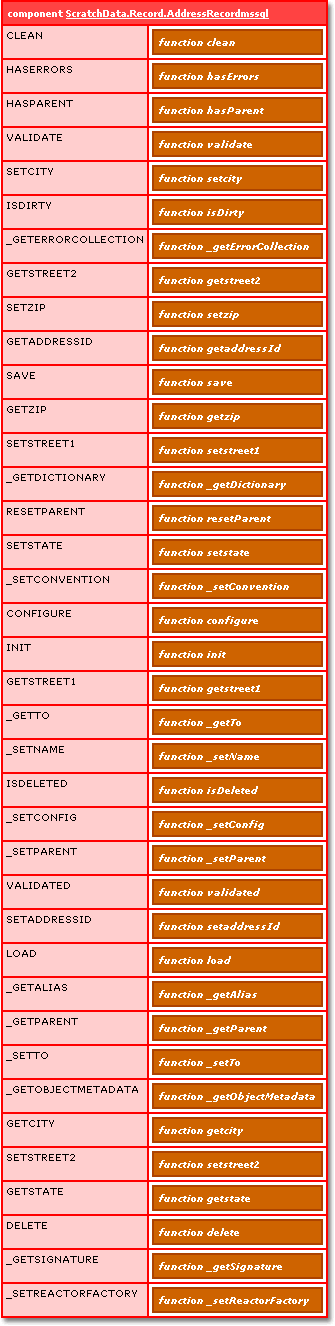 component ScratchData.Record.AddressRecordmssql
CLEAN function clean
HASERRORS function hasErrors
HASPARENT function hasParent
VALIDATE function validate
SETCITY function setcity
ISDIRTY function isDirty
_GETERRORCOLLECTION function _getErrorCollection
GETSTREET2 function getstreet2
SETZIP function setzip
GETADDRESSID function getaddressId
SAVE function save
GETZIP function getzip
SETSTREET1 function setstreet1
_GETDICTIONARY function _getDictionary
RESETPARENT function resetParent
SETSTATE function setstate
_SETCONVENTION function _setConvention
CONFIGURE function configure
INIT function init
GETSTREET1 function getstreet1
_GETTO function _getTo
_SETNAME function _setName
ISDELETED function isDeleted
_SETCONFIG function _setConfig
_SETPARENT function _setParent
VALIDATED function validated
SETADDRESSID function setaddressId
LOAD function load
_GETALIAS function _getAlias
_GETPARENT function _getParent
_SETTO function _setTo
_GETOBJECTMETADATA function _getObjectMetadata
GETCITY function getcity
SETSTREET2 function setstreet2
GETSTATE function getstate
DELETE function delete
_GETSIGNATURE function _getSignature
_SETREACTORFACTORY function _setReactorFactory